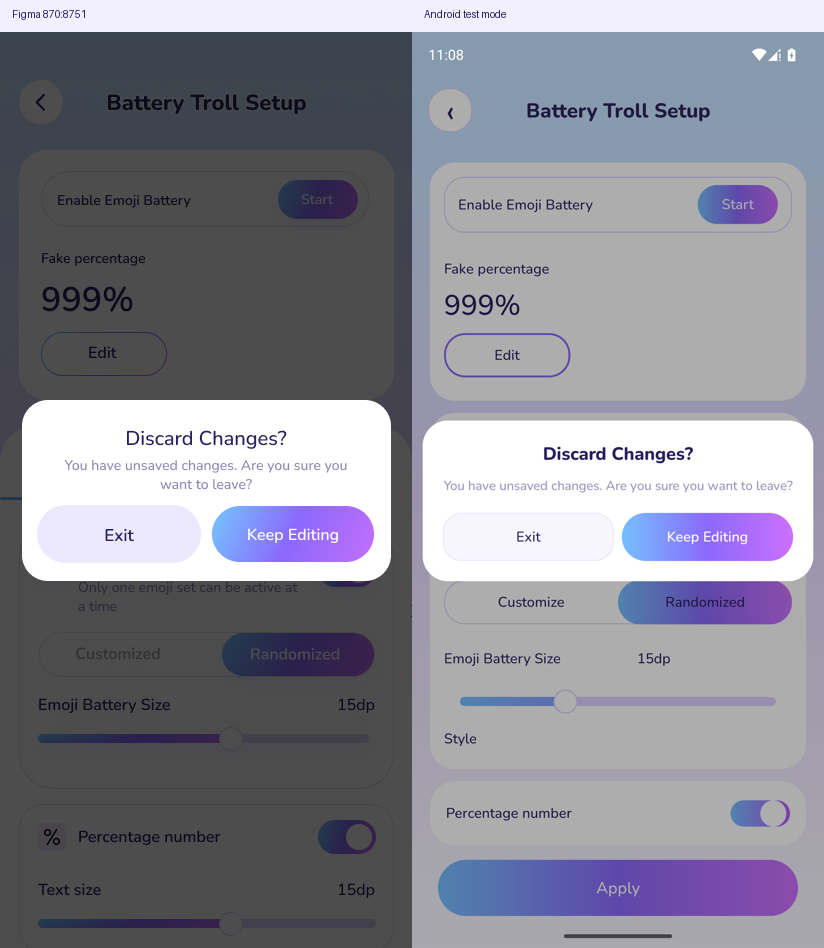 Figma 870:8751
Battery Troll Setup
Enable Emoji Battery
Start
Fake percentage
999%
Edit
Discard Changes?
You have unsaved changes. Are you sure you
want to leave?
Exit
Keep Editing
Only one emoji set can be active at
a time
Customized
Randomized
Emoji Battery Size
15dp
%
Percentage number
Text size
15dp
Android test mode
11:08
Battery Troll Setup
Enable Emoji Battery
Start
Fake percentage
999%
Edit
Discard Changes?
You have unsaved changes. Are you sure you want to leave?
Exit
Keep Editing
Customize
Randomized
Emoji Battery Size
15dp
Style
Percentage number
Apply